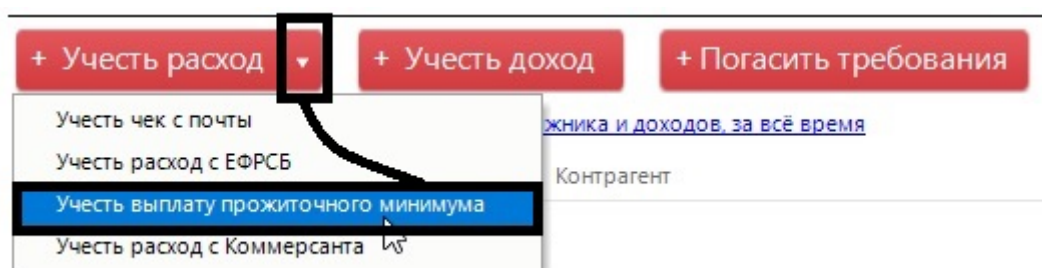 + Учесть расход + Учесть доход + Погасить требования
Учесть чек с почты
жника и доходов, за всё время
Учесть расход с ЕФРСБ
Контрагент
Учесть выплату прожиточного минимума
Учесть расход с Коммерсанта